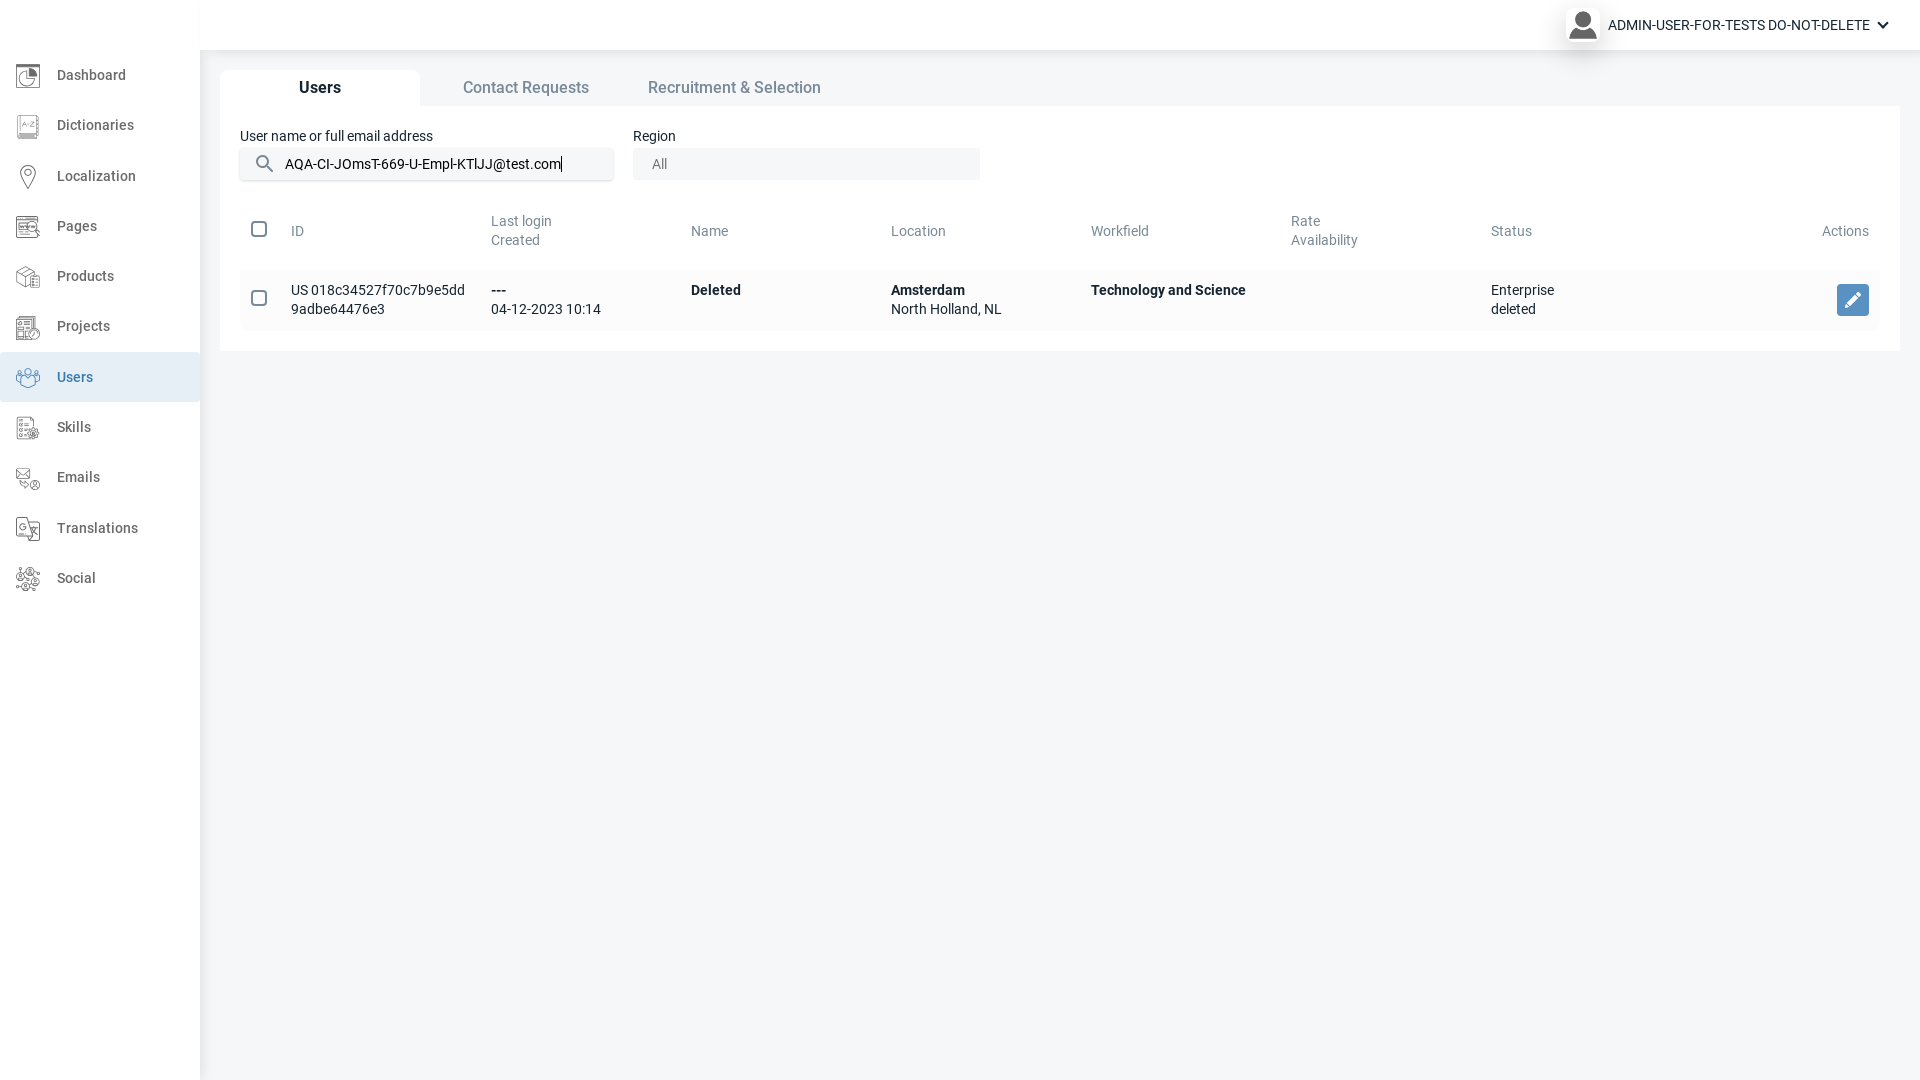 ADMIN-USER-FOR-TESTS DO-NOT-DELETE
Dashboard
Dictionaries
Localization
Pages
Products
Projects
Users
Skills
Emails
Translations
Social
Users
Contact Requests
Recruitment & Selection
User name or full email address
AQA-CI-JOmsT-669-U-Empl-KTlJJ@test.com
Region
All
ID
Last login
Created
Name
Location
Workfield
Rate
Availability
Status
Actions
US 018c34527f70c7b9e5dd
9adbe64476e3
---
04-12-2023 10:14
Deleted
Amsterdam
North Holland, NL
Technology and Science
Enterprise
deleted